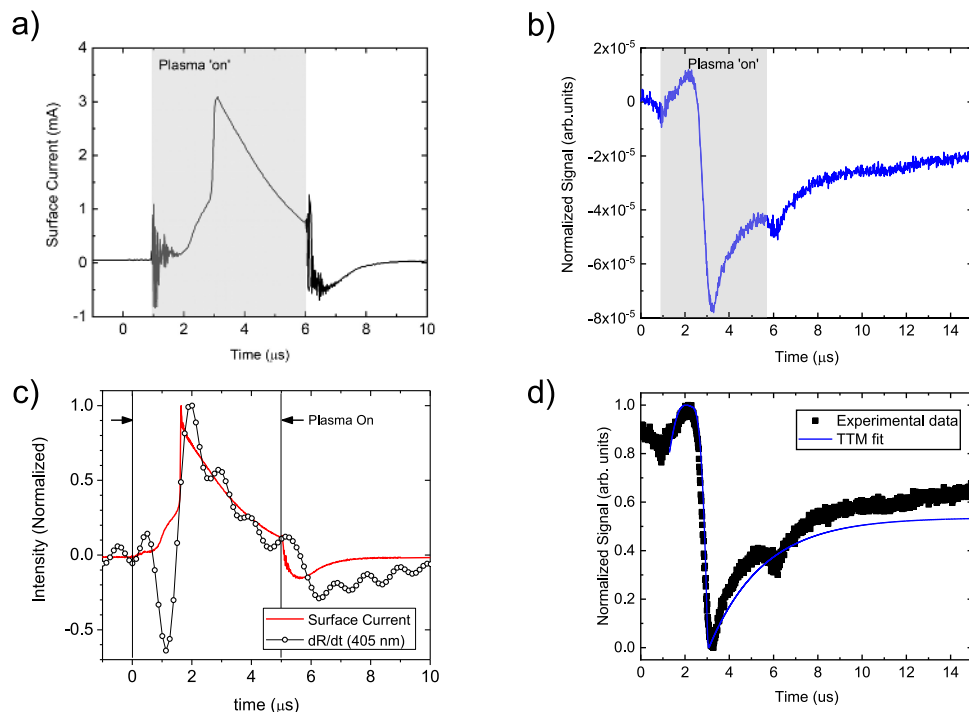 a)
Plasma 'on'
4
3
2
1
0
-1
Surface Current (mA)
0 2 4 6 8 10
Time (μs)
b)
Plasma 'on'
2x10⁻⁵
0
-2x10⁻⁵
-4x10⁻⁵
-6x10⁻⁵
-8x10⁻⁵
Normalized Signal (arb.units)
0 2 4 6 8 10 12 14
Time (μs)
c)
Plasma On
1.0
0.5
0.0
-0.5
Intensity (Normalized)
Surface Current
dR/dt (405 nm)
0 2 4 6 8 10
time (μs)
d)
Experimental data
TTM fit
1.0
0.8
0.6
0.4
0.2
0.0
Normalized Signal (arb. units)
0 2 4 6 8 10 12 14
Time (us)